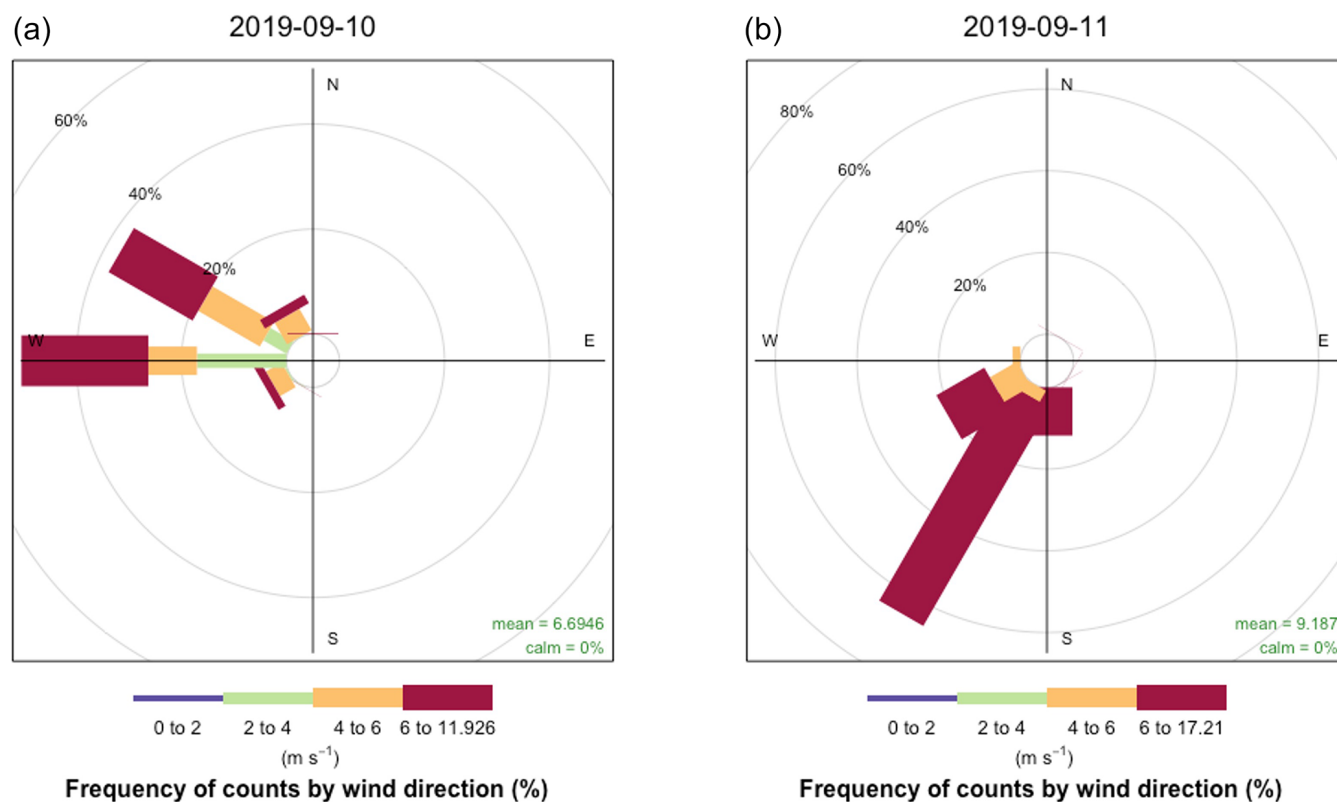 (a)
2019-09-10
N
60%
40%
20%
W
E
S
mean = 6.6946
calm = 0%
0 to 2 2 to 4 4 to 6 6 to 11.926
(m s⁻¹)
Frequency of counts by wind direction (%)
(b)
2019-09-11
N
80%
60%
40%
20%
W
E
S
mean = 9.187
calm = 0%
0 to 2 2 to 4 4 to 6 6 to 17.21
(m s⁻¹)
Frequency of counts by wind direction (%)